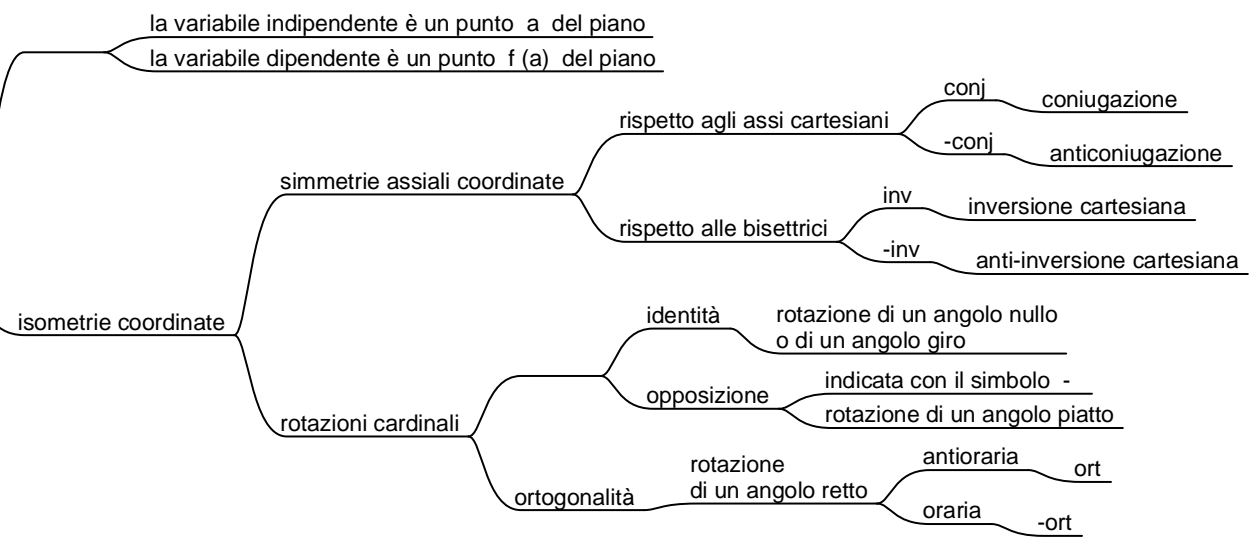 la variabile indipendente è un punto a del piano
la variabile dipendente è un punto f (a) del piano
isometrie coordinate
simmetrie assiali coordinate
rispetto agli assi cartesiani
conj
coniugazione
-conj
anticoniugazione
rispetto alle bisettrici
inv
inversione cartesiana
-inv
anti-inversione cartesiana
rotazioni cardinali
identità
rotazione di un angolo nullo
o di un angolo giro
opposizione
indicata con il simbolo -
rotazione di un angolo piatto
ortogonalità
rotazione
di un angolo retto
antioraria
ort
oraria
-ort